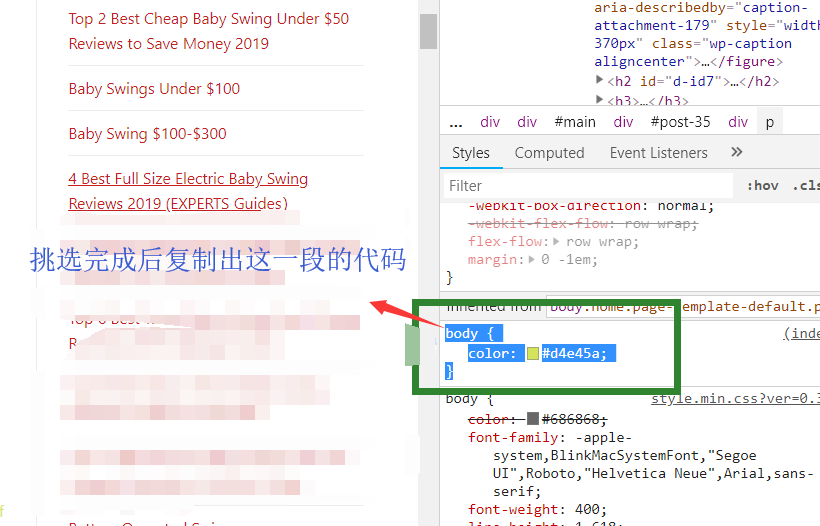 Top 2 Best Cheap Baby Swing Under $50
Reviews to Save Money 2019
Baby Swings Under $100
Baby Swing $100-$300
4 Best Full Size Electric Baby Swing
Reviews 2019 (EXPERTS Guides)
挑选完成后复制出这一段的代码
aria-describedby="caption-
attachment-179" style="width
370px" class="wp-caption
aligncenter">…</figure>
<h2 id="d-id7">…</h2>
<h3>…</h3>
... div div #main div #post-35 div p
Styles Computed Event Listeners »
Filter :hov .cls
-webkit-box-direction: normal;
-webkit-flex-flow: row wrap;
flex-flow: row wrap;
margin: 0 -1em;
}
Inherited from body.home.page-template-default.p
body { (inde
color: #d4e45a;
}
body { style.min.css?ver=0.3
color: #686868;
font-family: -apple-
system,BlinkMacSystemFont,"Segoe
UI",Roboto,"Helvetica Neue",Arial,sans-
serif;
font-weight: 400;
line-height: 1.618;